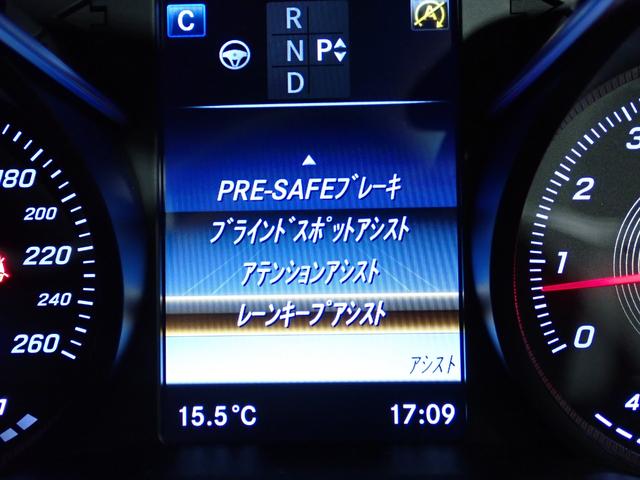 C
R
N P
D
PRE-SAFEブレーキ
ブラインドスポットアシスト
アテンションアシスト
レーンキープアシスト
アシスト
15.5°C 17:09
180
200
220
240
260
3
2
1
0
4